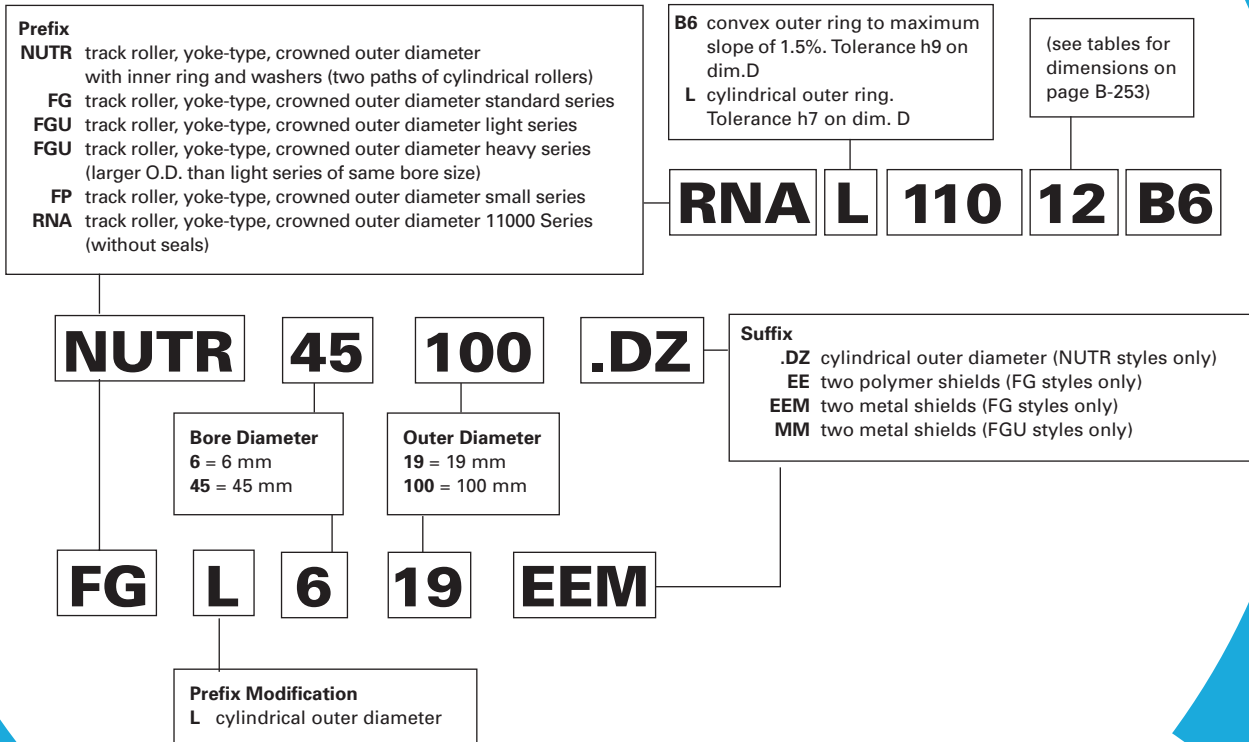 Prefix
NUTR track roller, yoke-type, crowned outer diameter
with inner ring and washers (two paths of cylindrical rollers)
FG track roller, yoke-type, crowned outer diameter standard series
FGU track roller, yoke-type, crowned outer diameter light series
FGU track roller, yoke-type, crowned outer diameter heavy series
(larger O.D. than light series of same bore size)
FP track roller, yoke-type, crowned outer diameter small series
RNA track roller, yoke-type, crowned outer diameter 11000 Series
(without seals)
B6 convex outer ring to maximum
slope of 1.5%. Tolerance h9 on
dim.D
L cylindrical outer ring.
Tolerance h7 on dim. D
(see tables for
dimensions on
page B-253)
RNA L 110 12 B6
NUTR 45 100 .DZ
Suffix
.DZ cylindrical outer diameter (NUTR styles only)
EE two polymer shields (FG styles only)
EEM two metal shields (FG styles only)
MM two metal shields (FGU styles only)
Bore Diameter
6 = 6 mm
45 = 45 mm
Outer Diameter
19 = 19 mm
100 = 100 mm
FG L 6 19 EEM
Prefix Modification
L cylindrical outer diameter